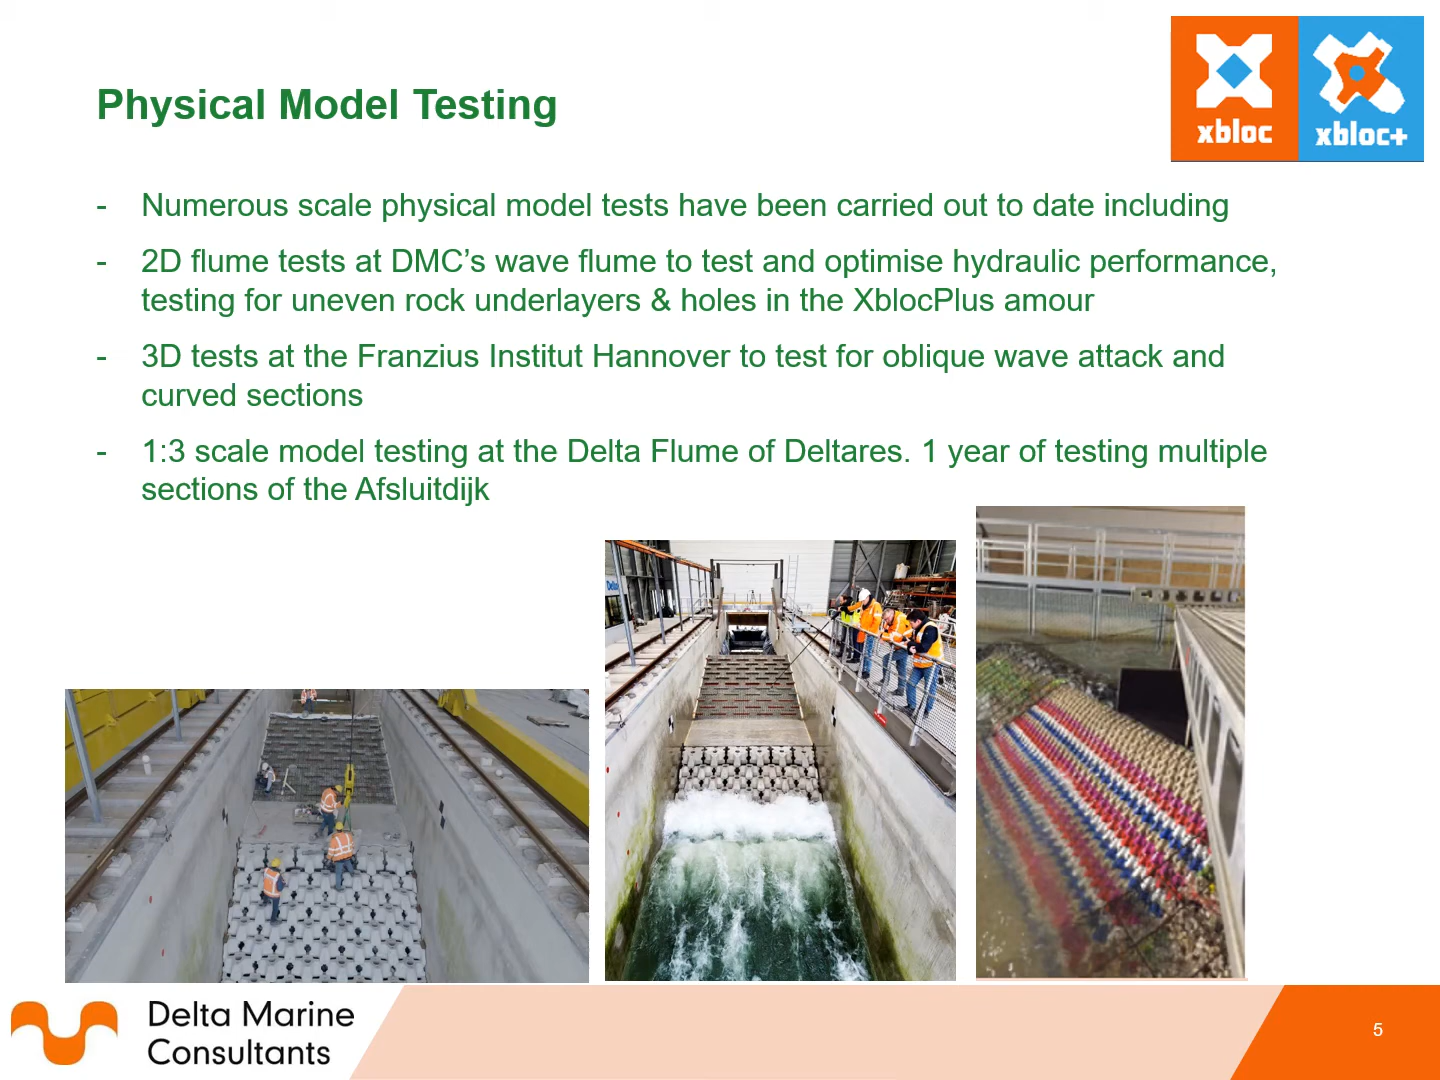 Physical Model Testing
xbloc
xbloc+
- Numerous scale physical model tests have been carried out to date including
- 2D flume tests at DMC’s wave flume to test and optimise hydraulic performance,
testing for uneven rock underlayers & holes in the XblocPlus amour
- 3D tests at the Franzius Institut Hannover to test for oblique wave attack and
curved sections
- 1:3 scale model testing at the Delta Flume of Deltares. 1 year of testing multiple
sections of the Afsluitdijk
Delta Marine
Consultants
5